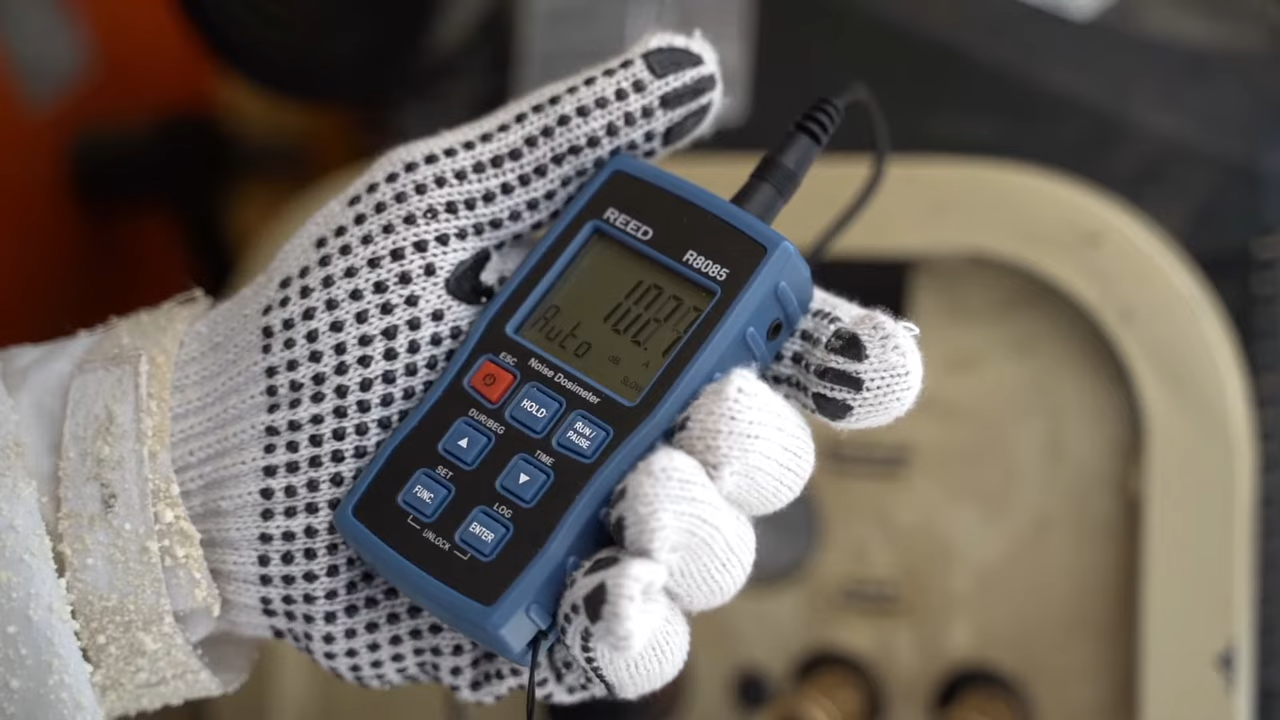 REED
R8085
Auto
dB A
SLOW
ESC
Noise Dosimeter
HOLD
RUN /
PAUSE
DUR/BEG
TIME
SET
FUNC.
LOG
ENTER
UNLOCK